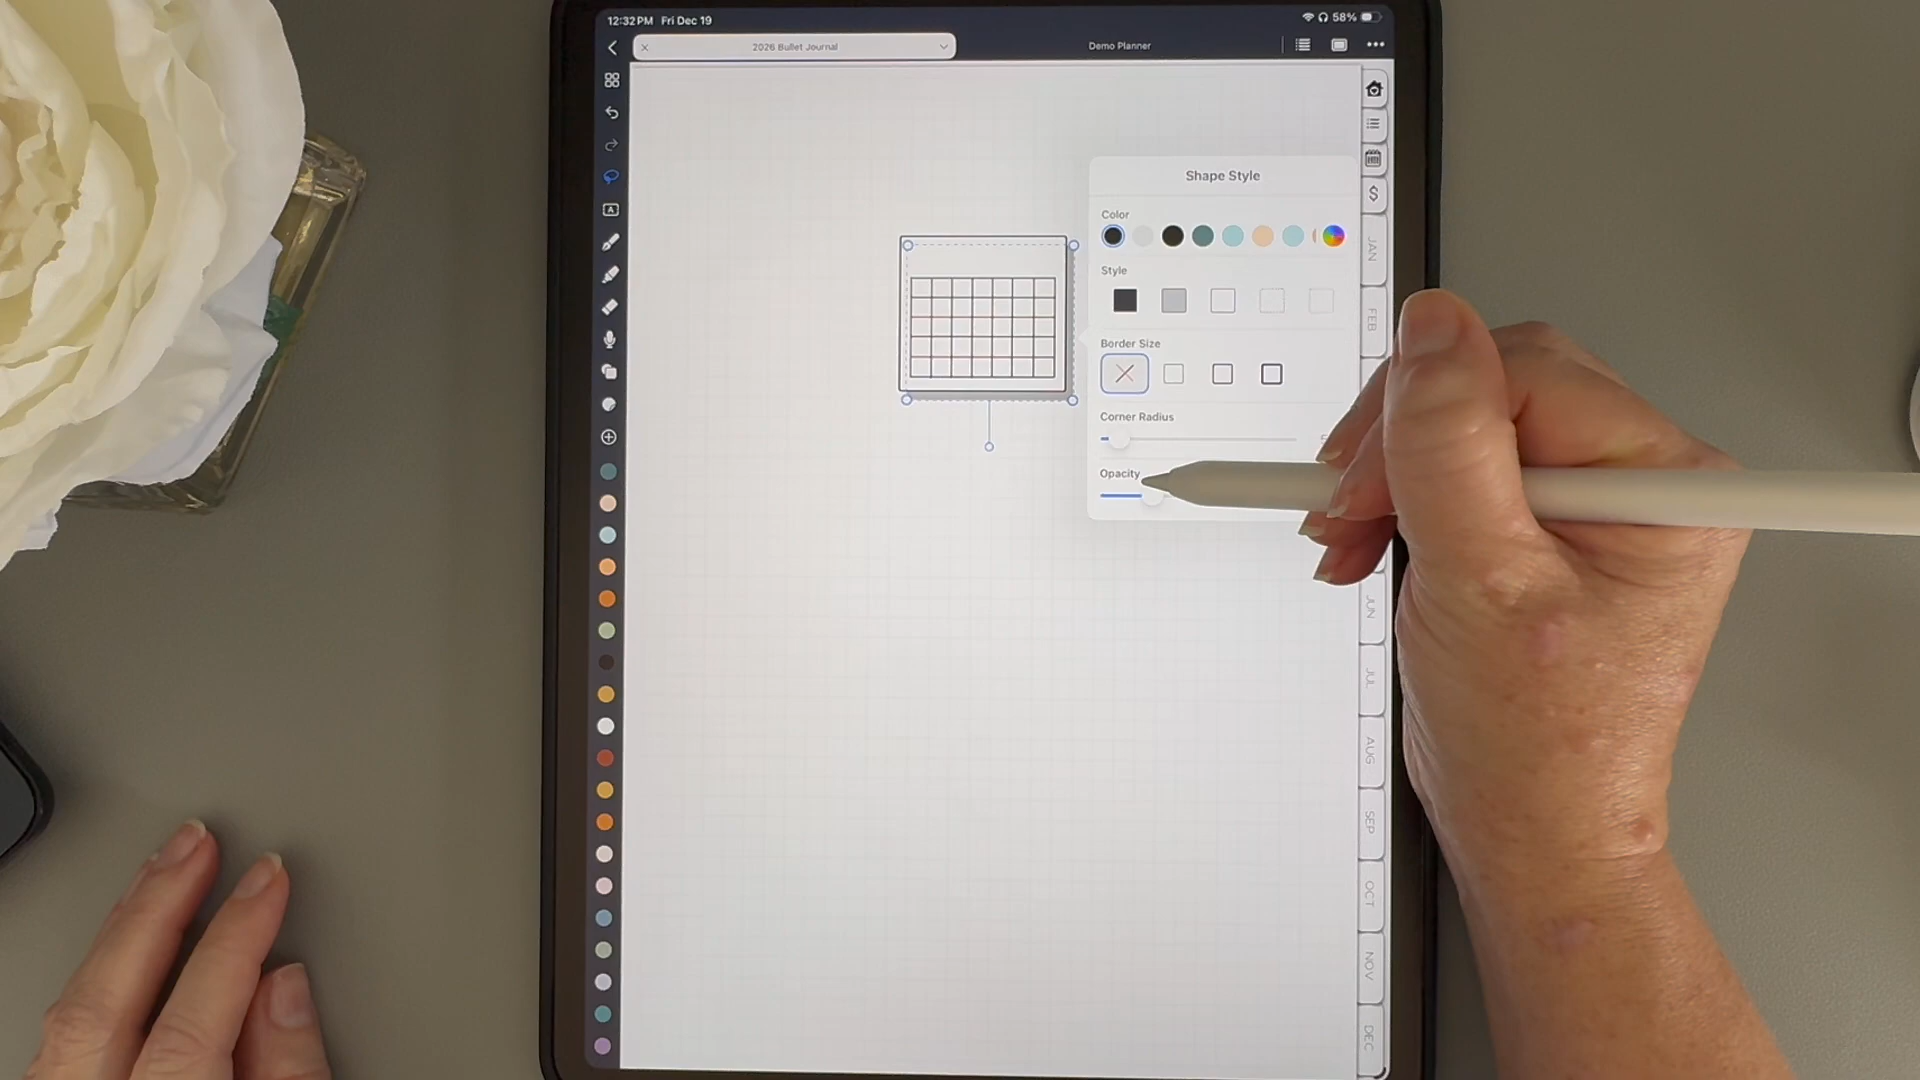 12:32 PM Fri Dec 19
58%
2026 Bullet Journal
Demo Planner
Shape Style
Color
Style
Border Size
Corner Radius
Opacity
A
$
JAN
FEB
JUN
JUL
AUG
SEP
OCT
NOV
DEC